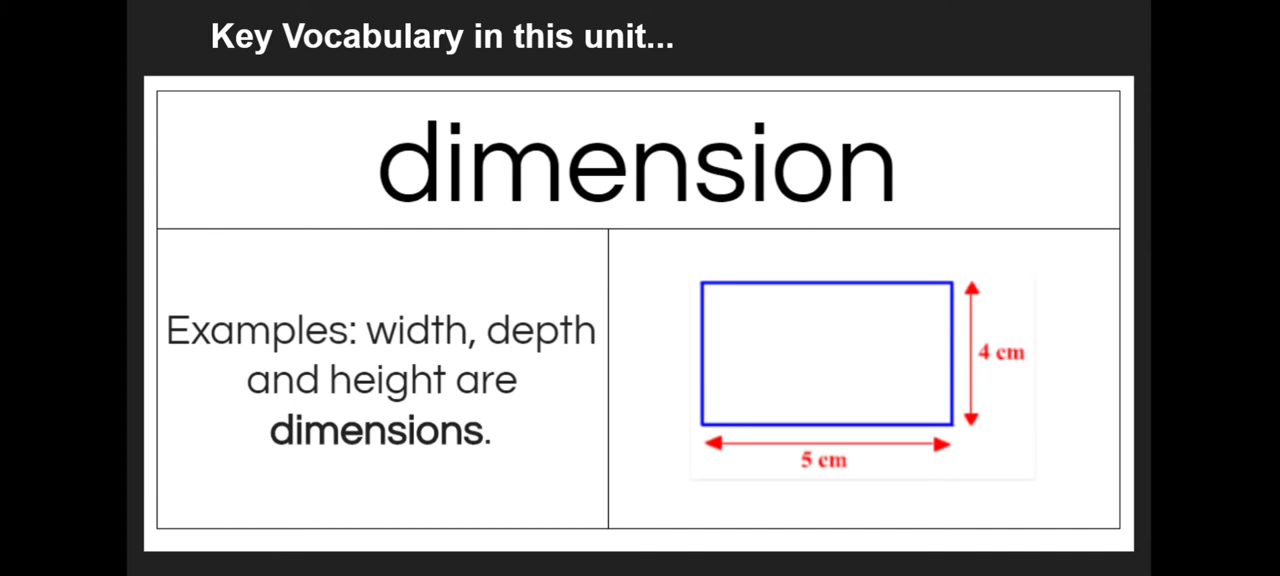 Key Vocabulary in this unit...
dimension
Examples: width, depth
and height are
dimensions.
4 cm
5 cm